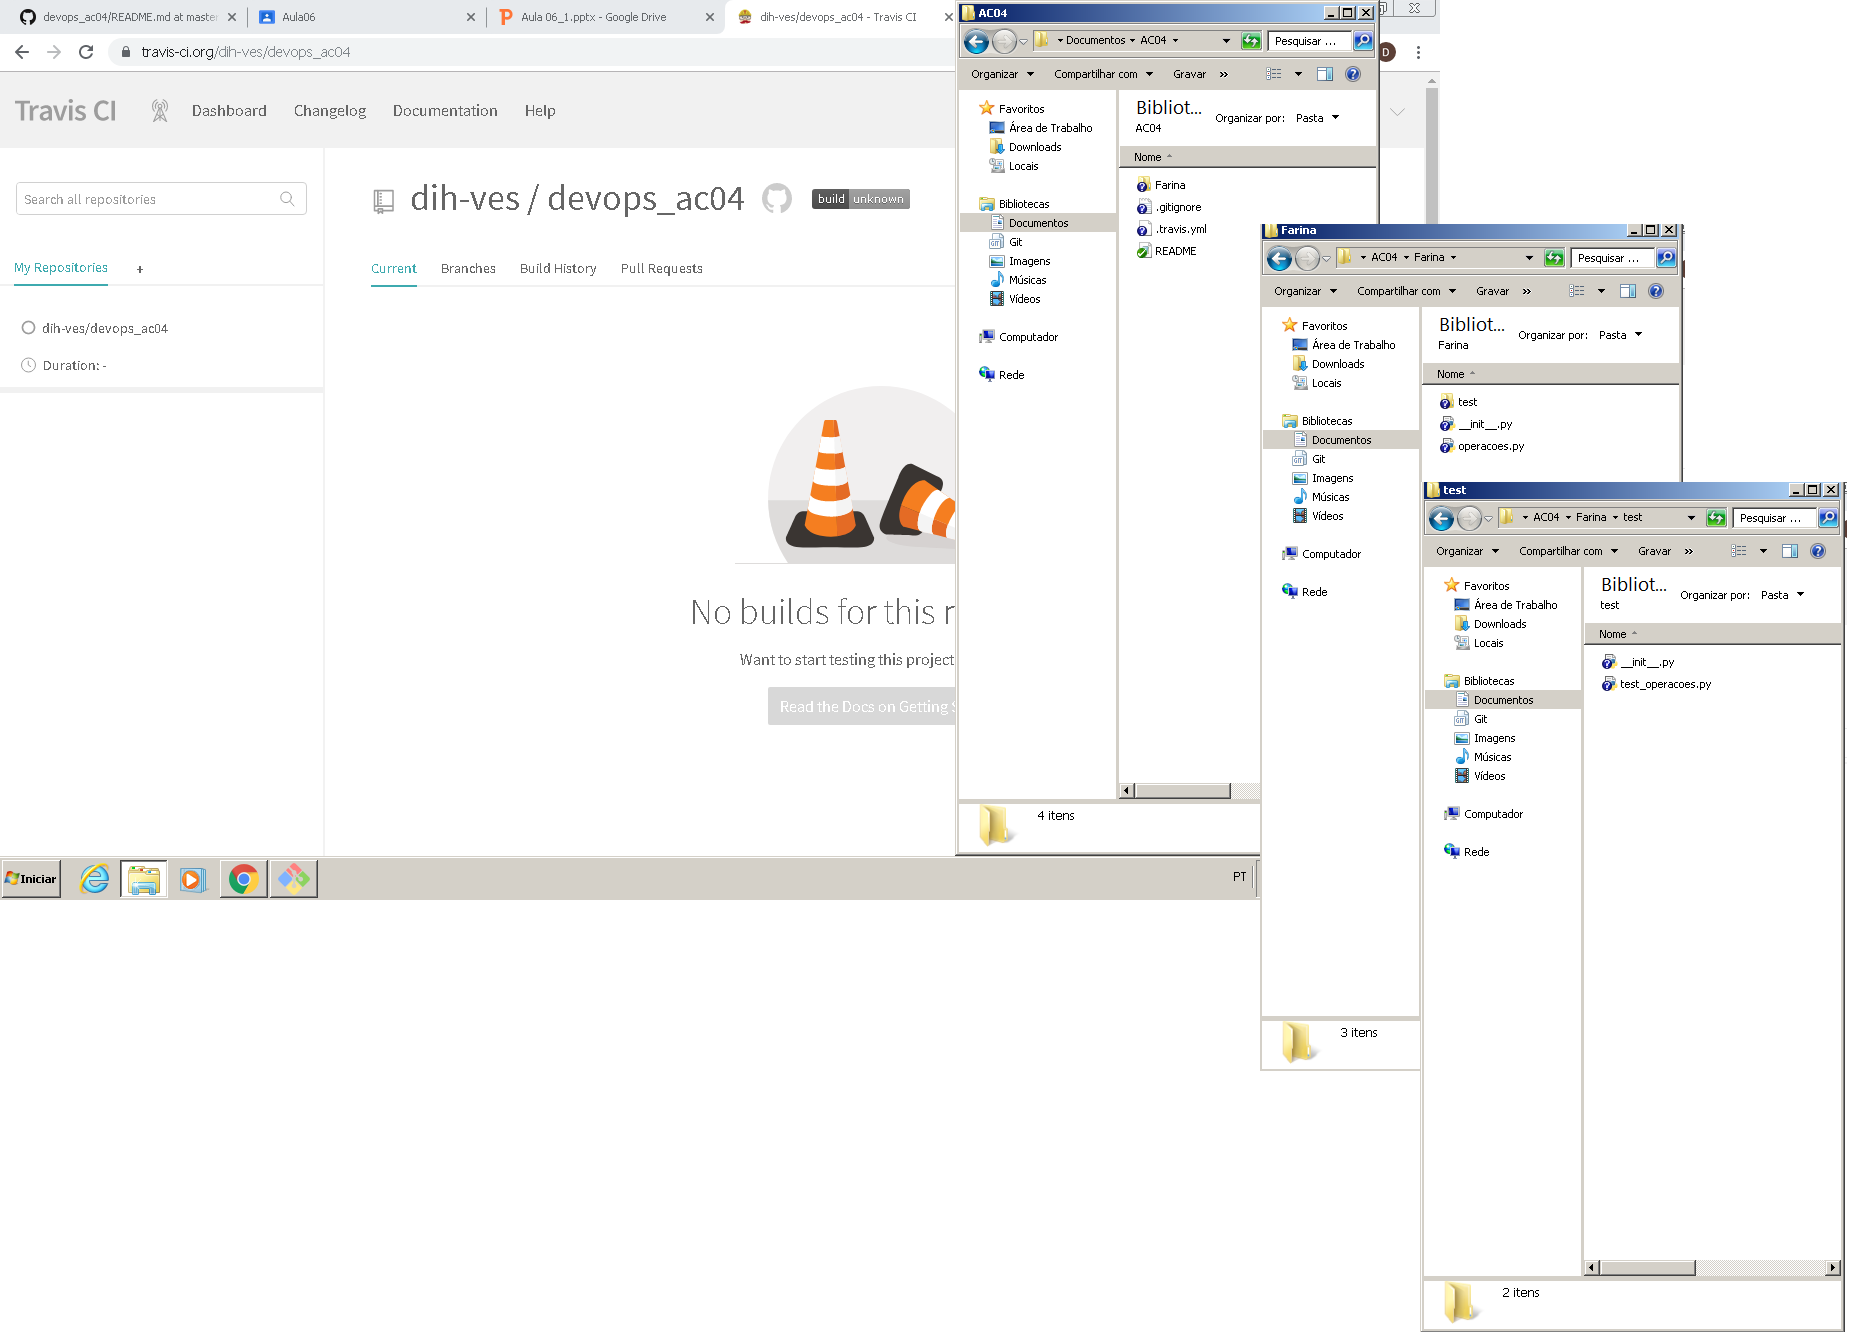 devops_ac04/README.md at master
Aula06
Aula 06_1.pptx - Google Drive
dih-ves/devops_ac04 - Travis CI
travis-ci.org/dih-ves/devops_ac04
D
Travis CI
Dashboard
Changelog
Documentation
Help
Search all repositories
My Repositories
+
dih-ves/devops_ac04
Duration: -
dih-ves / devops_ac04
build unknown
Current
Branches
Build History
Pull Requests
No builds for this r
Want to start testing this project
Read the Docs on Getting S
Iniciar
PT
AC04
Documentos
AC04
Pesquisar ...
Organizar
Compartilhar com
Gravar
»
Favoritos
Área de Trabalho
Downloads
Locais
Bibliotecas
Documentos
Git
Imagens
Músicas
Vídeos
Computador
Rede
Bibliot...
AC04
Organizar por:
Pasta
Nome
Farina
.gitignore
.travis.yml
README
4 itens
Farina
AC04
Farina
Pesquisar ...
Organizar
Compartilhar com
Gravar
»
Favoritos
Área de Trabalho
Downloads
Locais
Bibliotecas
Documentos
Git
Imagens
Músicas
Vídeos
Computador
Rede
Bibliot...
Farina
Organizar por:
Pasta
Nome
test
__init__.py
operacoes.py
3 itens
test
AC04
Farina
test
Pesquisar ...
Organizar
Compartilhar com
Gravar
»
Favoritos
Área de Trabalho
Downloads
Locais
Bibliotecas
Documentos
Git
Imagens
Músicas
Vídeos
Computador
Rede
Bibliot...
test
Organizar por:
Pasta
Nome
__init__.py
test_operacoes.py
2 itens